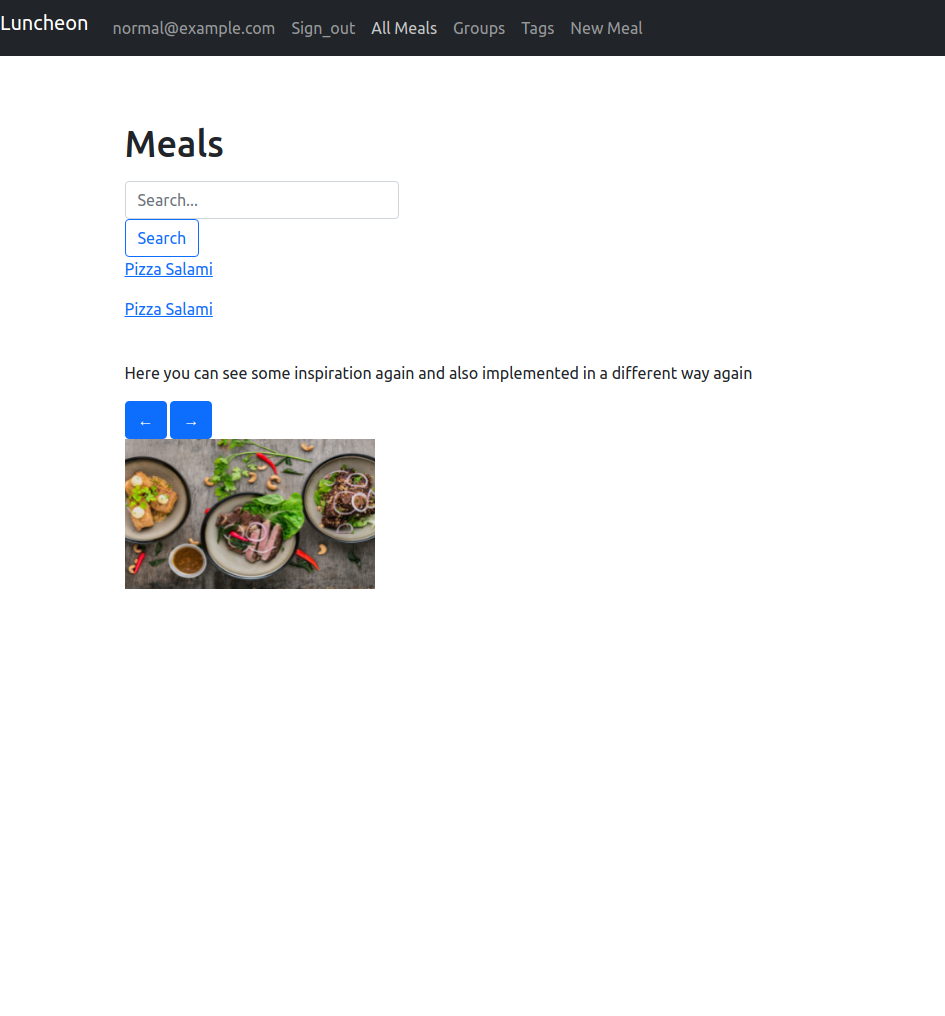 Luncheon normal@example.com Sign_out All Meals Groups Tags New Meal
Meals
Search...
Search
Pizza Salami
Pizza Salami
Here you can see some inspiration again and also implemented in a different way again
← →